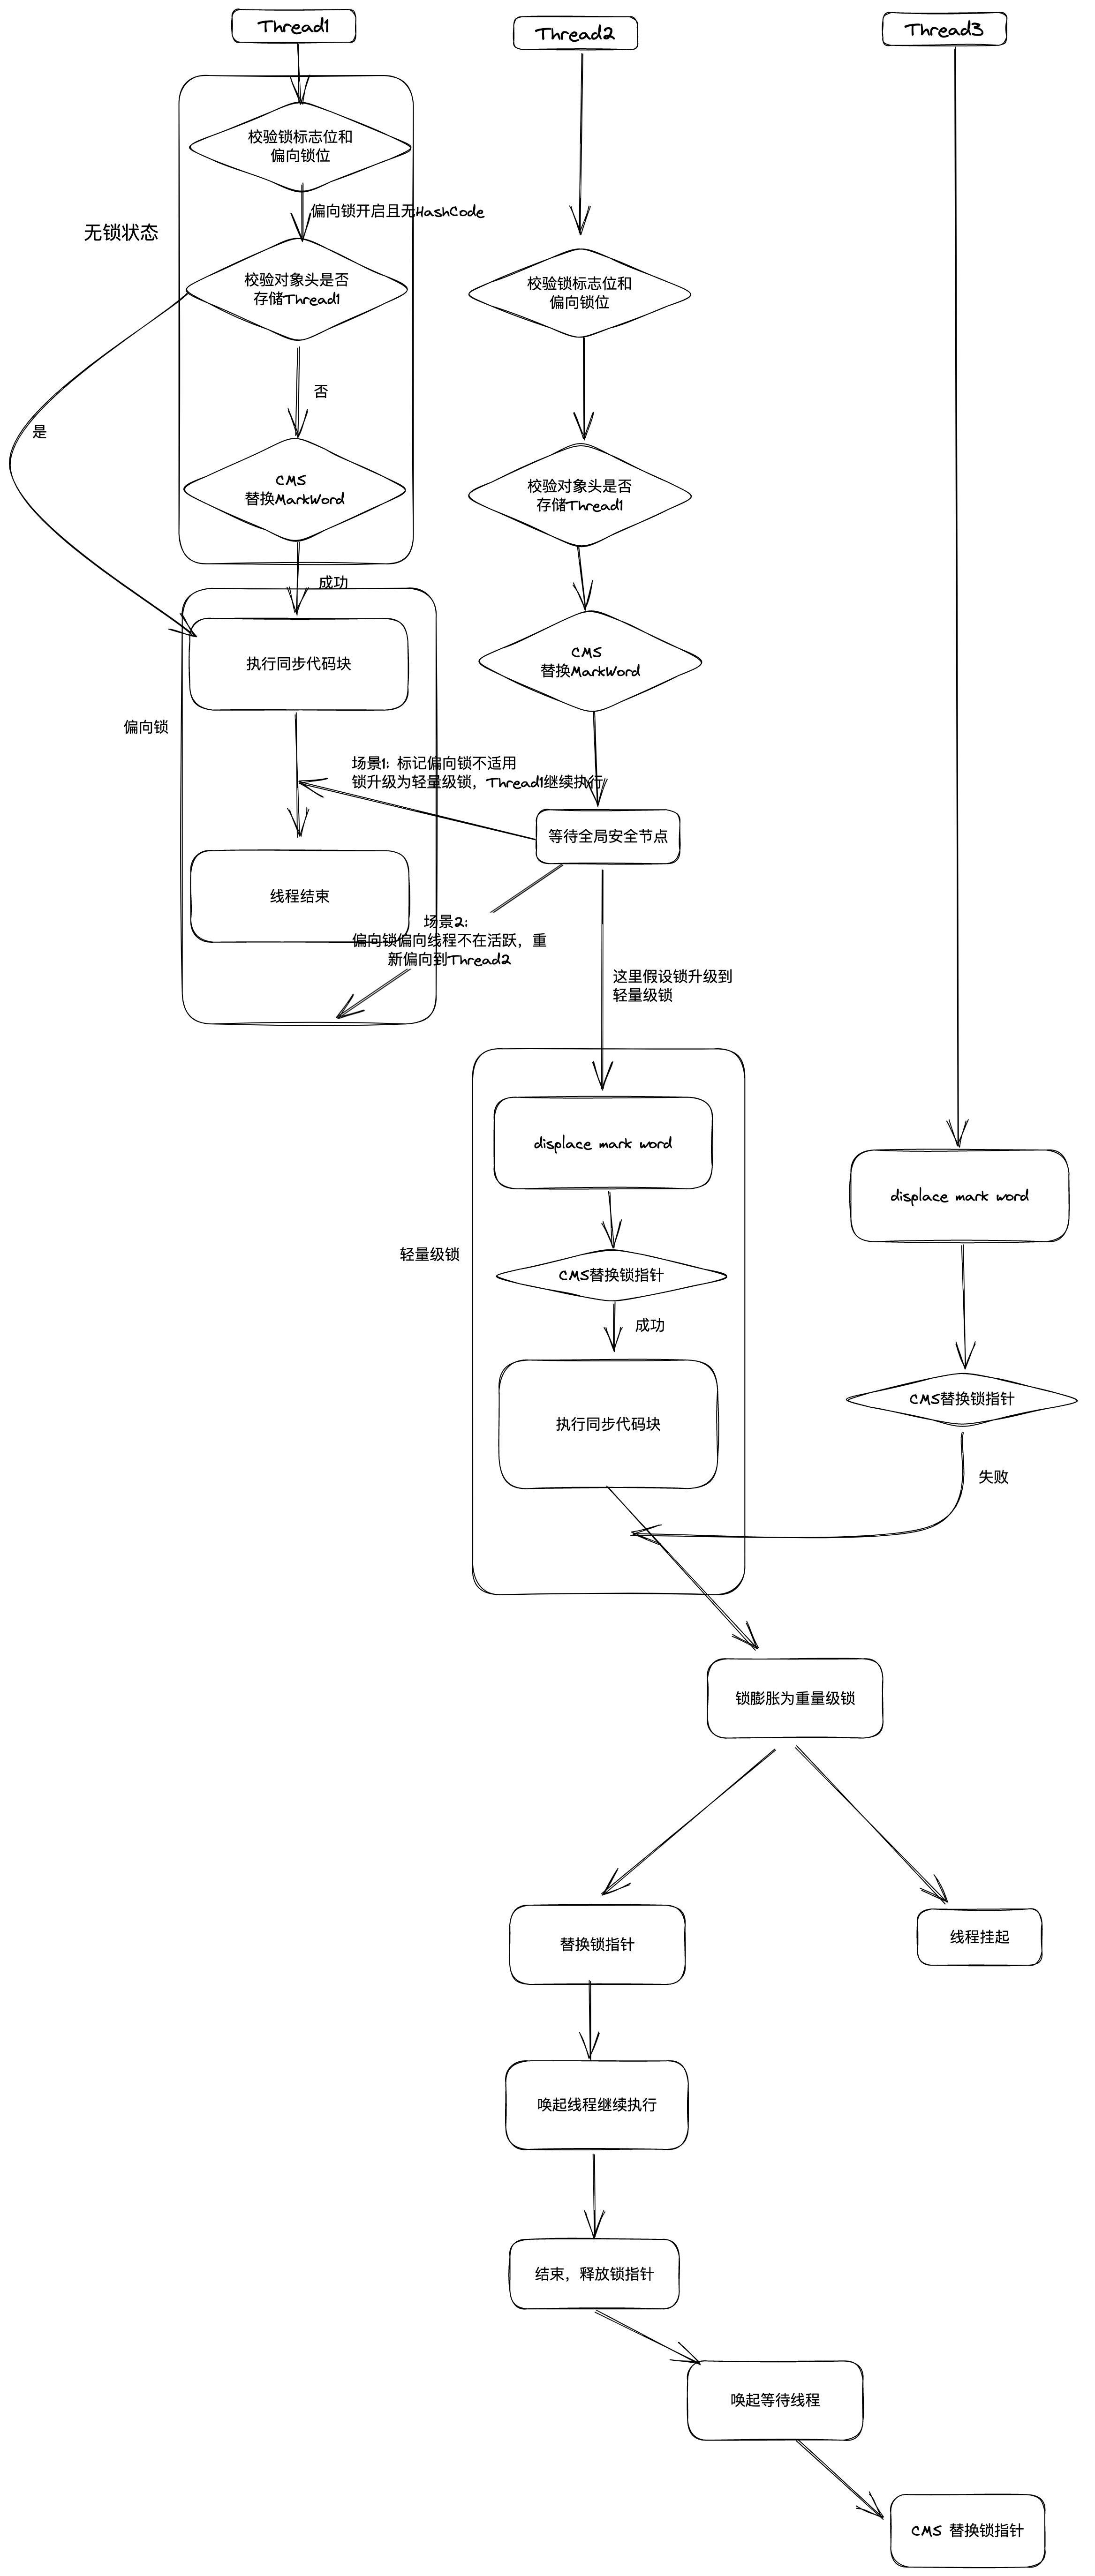 Thread1
Thread2
Thread3
校验锁标志位和
偏向锁位
偏向锁开启且无HashCode
无锁状态
校验对象头是否
存储Thread1
否
是
CMS
替换MarkWord
成功
执行同步代码块
偏向锁
线程结束
校验锁标志位和
偏向锁位
校验对象头是否
存储Thread1
CMS
替换MarkWord
场景1: 标记偏向锁不适用
锁升级为轻量级锁，Thread1继续执行
等待全局安全节点
场景2:
偏向锁偏向线程不在活跃，重
新偏向到Thread2
这里假设锁升级到
轻量级锁
displace mark word
轻量级锁
CMS替换锁指针
成功
执行同步代码块
displace mark word
CMS替换锁指针
失败
锁膨胀为重量级锁
替换锁指针
线程挂起
唤起线程继续执行
结束，释放锁指针
唤起等待线程
CMS 替换锁指针